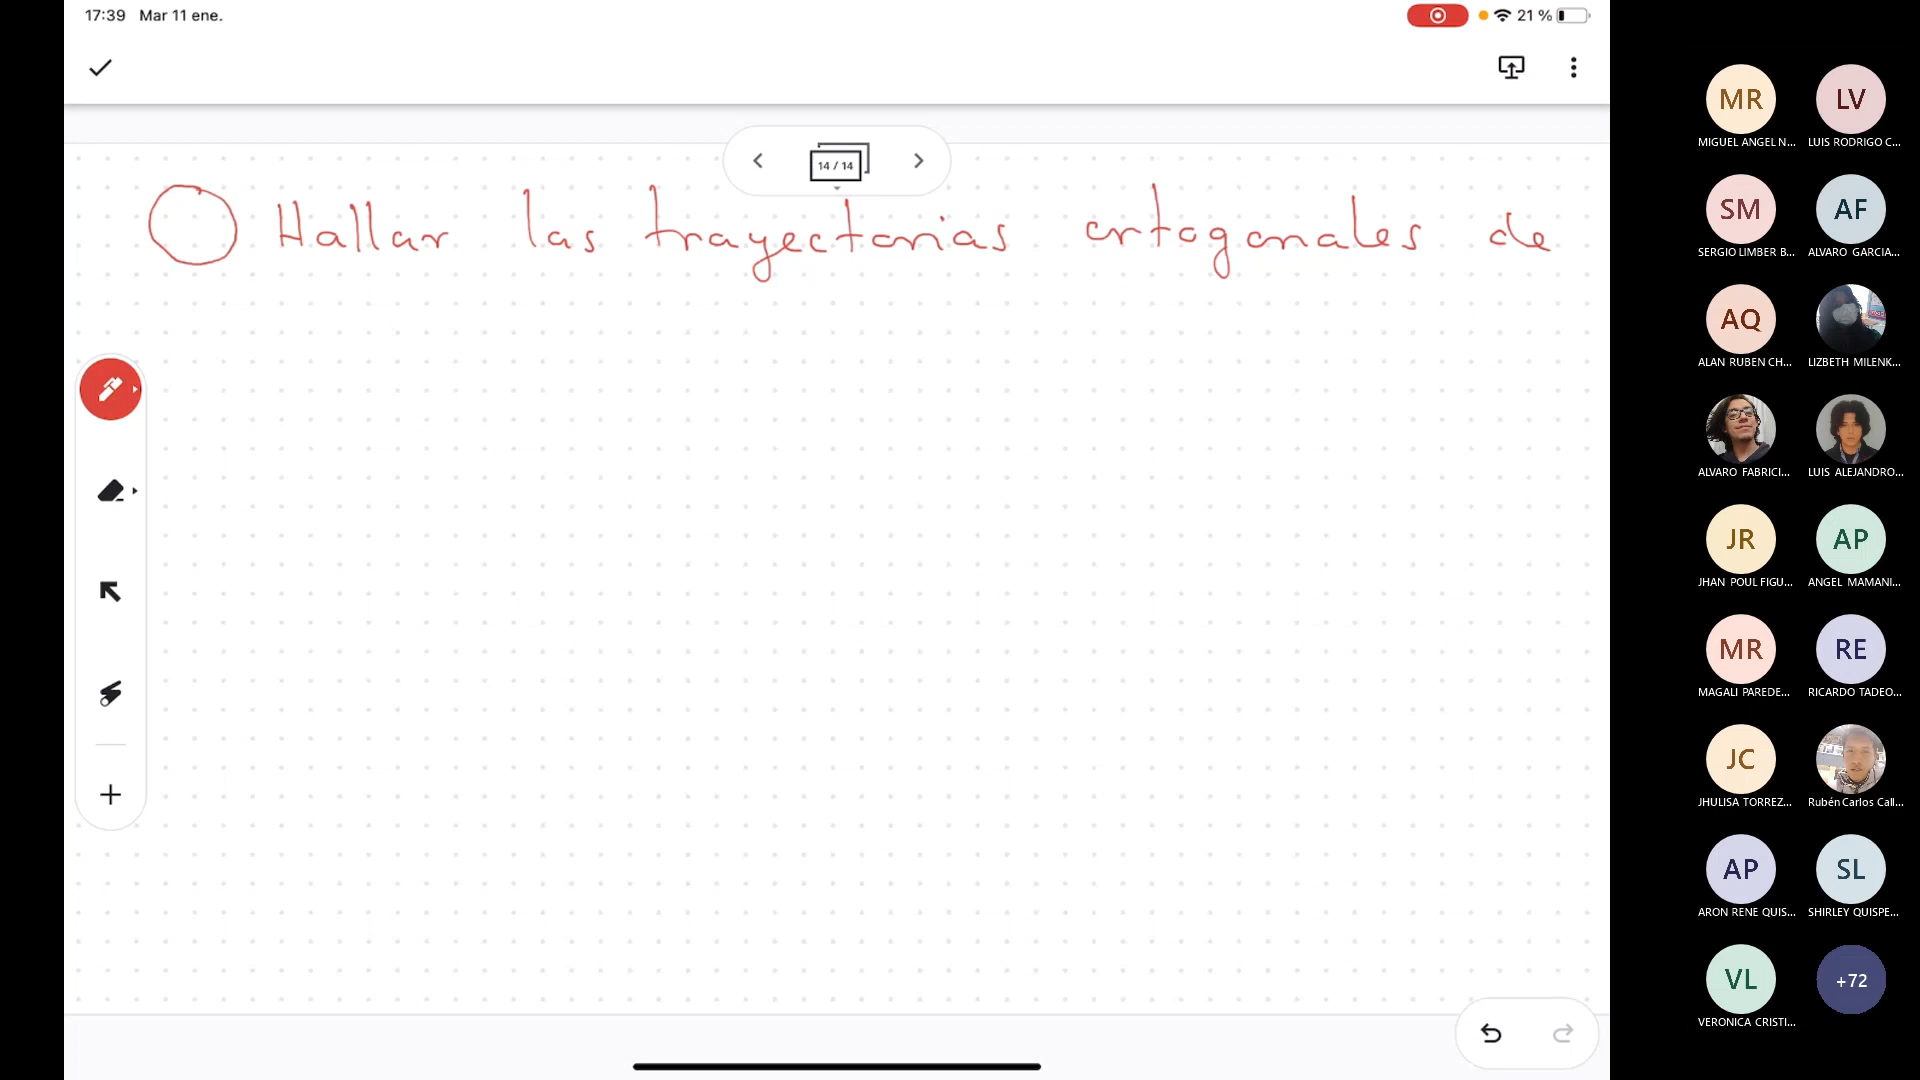 17:39 Mar 11 ene.
21 %
14 / 14
Hallar las trayectorias ortogonales de
MR LV
MIGUEL ANGEL N... LUIS RODRIGO C...
SM AF
SERGIO LIMBER B... ALVARO GARCIA...
AQ
ALAN RUBEN CH... LIZBETH MILENK...
ALVARO FABRICI... LUIS ALEJANDRO...
JR AP
JHAN POUL FIGU... ANGEL MAMANI...
MR RE
MAGALI PAREDE... RICARDO TADEO...
JC
JHULISA TORREZ... Rubén Carlos Call...
AP SL
ARON RENE QUIS... SHIRLEY QUISPE...
VL +72
VERONICA CRISTI...